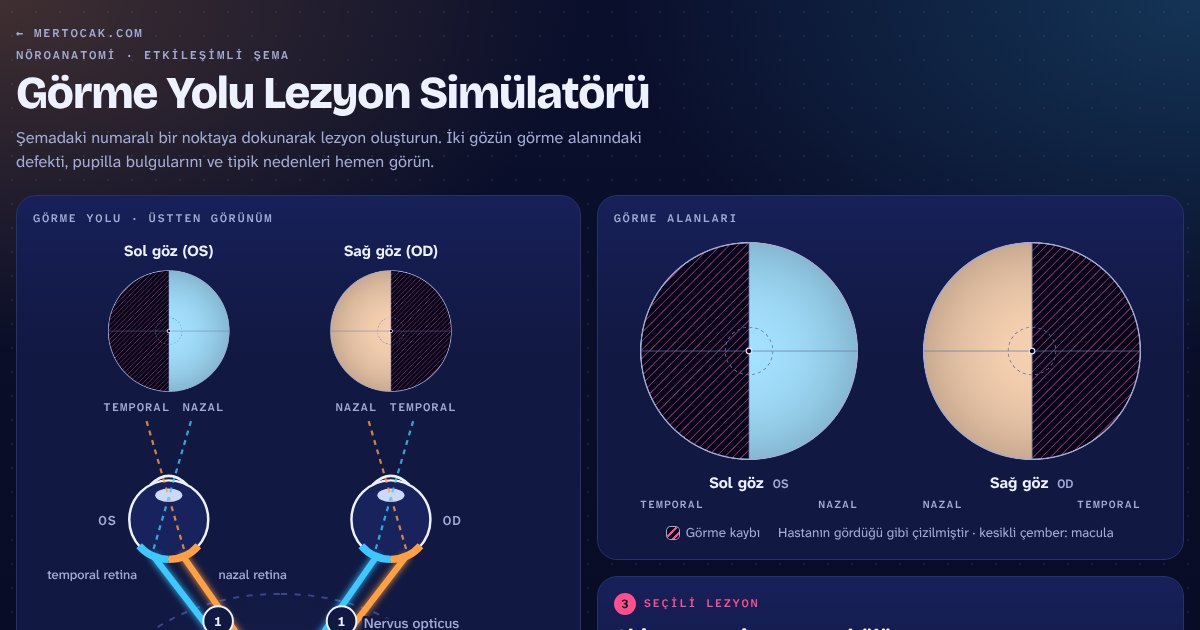 ← MERTOCAK.COM
NÖROANATOMİ · ETKİLEŞİMLİ ŞEMA
Görme Yolu Lezyon Simülatörü
Şemadaki numaralı bir noktaya dokunarak lezyon oluşturun. İki gözün görme alanındaki
defekti, pupilla bulgularını ve tipik nedenleri hemen görün.
GÖRME YOLU · ÜSTTEN GÖRÜNÜM
Sol göz (OS) Sağ göz (OD)
TEMPORAL NAZAL NAZAL TEMPORAL
OS OD
temporal retina nazal retina
1 1 Nervus opticus
GÖRME ALANLARI
Sol göz OS Sağ göz OD
TEMPORAL NAZAL NAZAL TEMPORAL
Görme kaybı Hastanın gördüğü gibi çizilmiştir · kesikli çember: macula
3 SEÇİLİ LEZYON